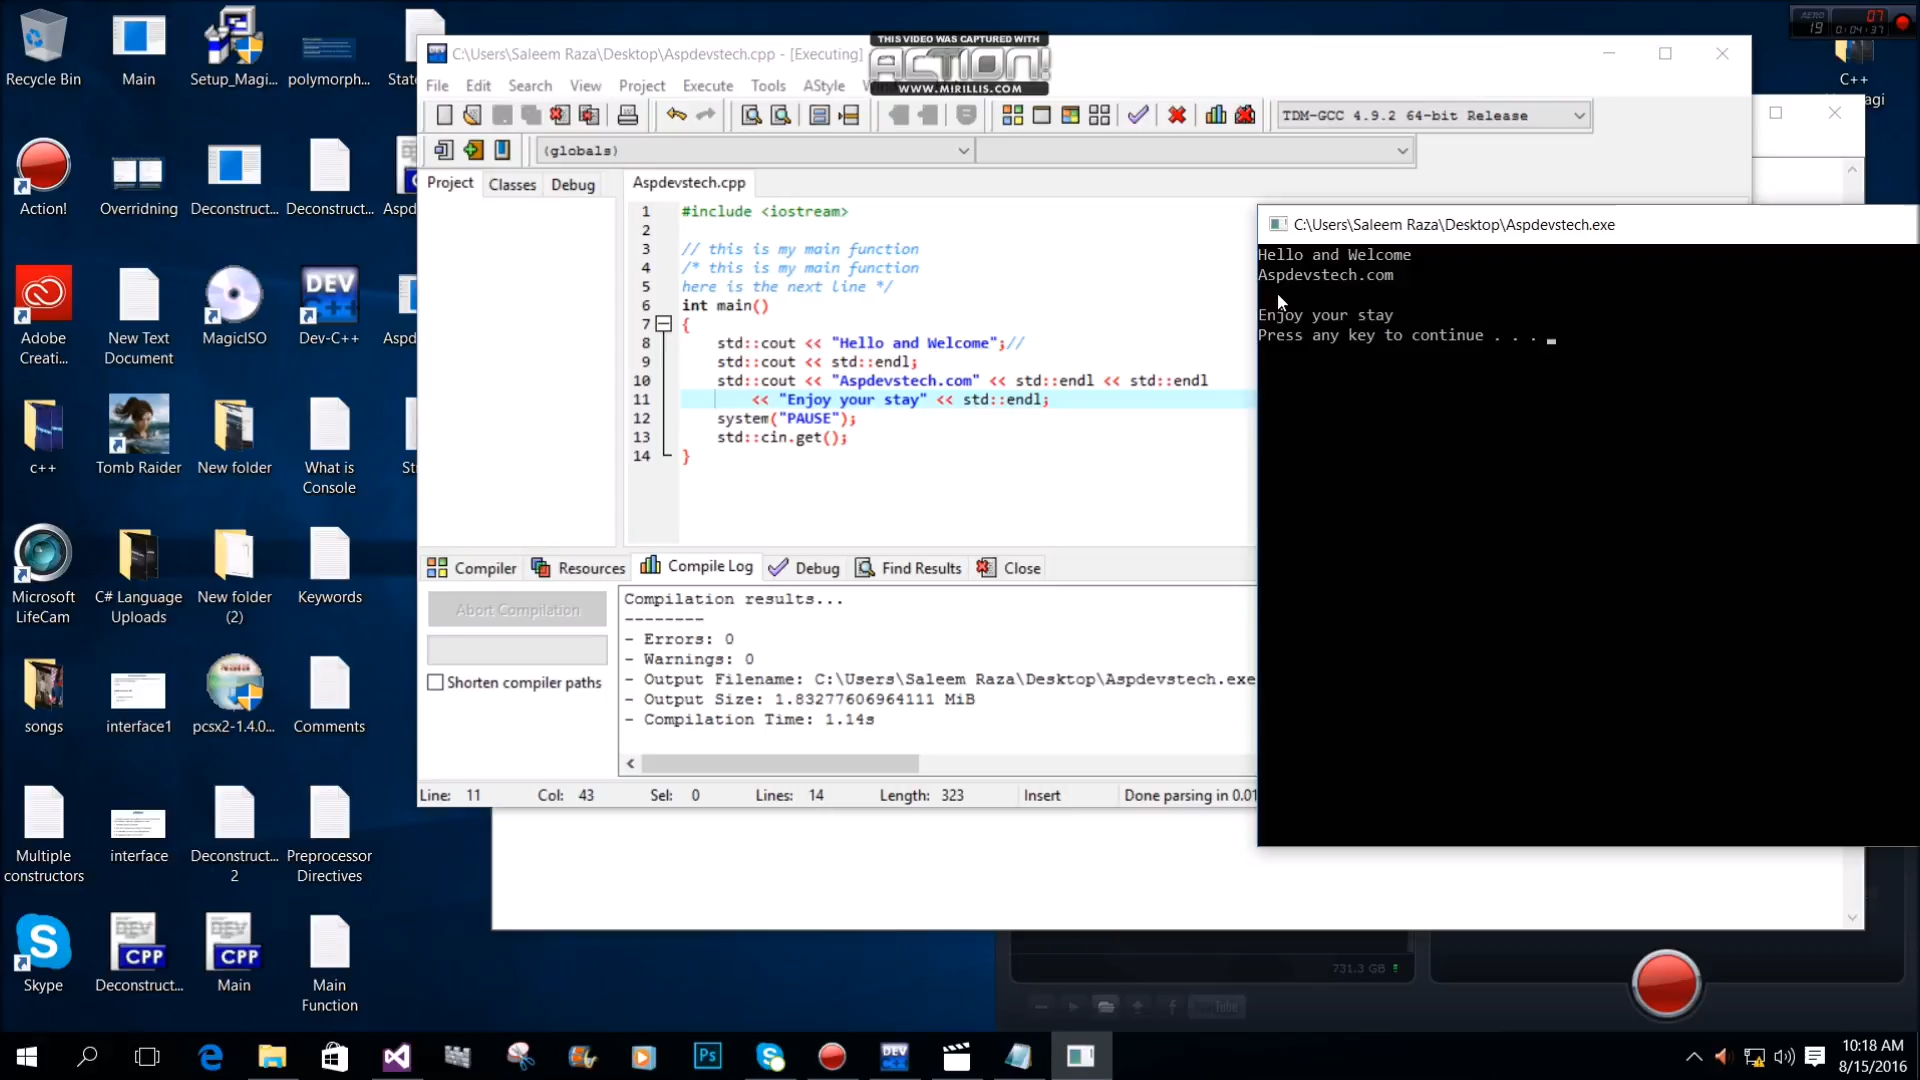 Recycle Bin
Main
Setup_Magi...
polymorph...
Action!
Overridning
Deconstruct...
Deconstruct...
Adobe
Creati...
New Text
Document
MagicISO
Dev-C++
c++
Tomb Raider
New folder
What is
Console
Microsoft
LifeCam
C# Language
Uploads
New folder
(2)
Keywords
songs
interface1
pcsx2-1.4.0...
Comments
Multiple
constructors
interface
Deconstruct...
2
Preprocessor
Directives
Skype
Deconstruct...
Main
Main
Function
C:\Users\Saleem Raza\Desktop\Aspdevstech.cpp - [Executing]
THIS VIDEO WAS CAPTURED WITH
ACTION!
WWW.MIRILLIS.COM
File Edit Search View Project Execute Tools AStyle
TDM-GCC 4.9.2 64-bit Release
(globals)
Project Classes Debug
Aspdevstech.cpp
1 #include <iostream>
2
3 // this is my main function
4 /* this is my main function
5 here is the next line */
6 int main()
7 {
8 std::cout << "Hello and Welcome";//
9 std::cout << std::endl;
10 std::cout << "Aspdevstech.com" << std::endl << std::endl
11 << "Enjoy your stay" << std::endl;
12 system("PAUSE");
13 std::cin.get();
14 }
Compiler Resources Compile Log Debug Find Results Close
Abort Compilation
Shorten compiler paths
Compilation results...
--------
- Errors: 0
- Warnings: 0
- Output Filename: C:\Users\Saleem Raza\Desktop\Aspdevstech.exe
- Output Size: 1.83277606964111 MiB
- Compilation Time: 1.14s
Line: 11 Col: 43 Sel: 0 Lines: 14 Length: 323 Insert Done parsing in 0.01
C:\Users\Saleem Raza\Desktop\Aspdevstech.exe
Hello and Welcome
Aspdevstech.com
Enjoy your stay
Press any key to continue . . .
C++
AERO
19
07
0:04:37
731.3 GB
10:18 AM
8/15/2016